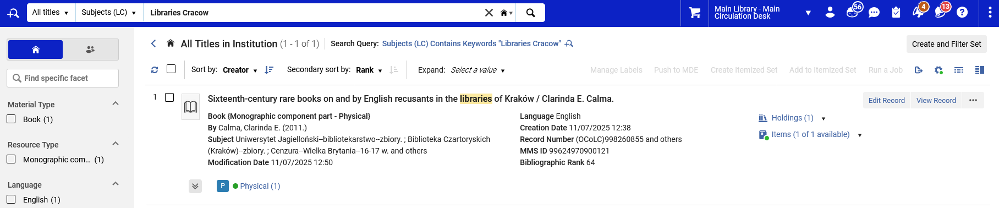 All titles
Subjects (LC)
Libraries Cracow
Main Library - Main
Circulation Desk
56
4
13
All Titles in Institution (1 - 1 of 1)
Search Query: Subjects (LC) Contains Keywords "Libraries Cracow"
Create and Filter Set
Find specific facet
Sort by: Creator
Secondary sort by: Rank
Expand: Select a value
Manage Labels
Push to MDE
Create Itemized Set
Add to Itemized Set
Run a Job
Material Type
Book (1)
Resource Type
Monographic com... (1)
Language
English (1)
1
Sixteenth-century rare books on and by English recusants in the libraries of Kraków / Clarinda E. Calma.
Edit Record
View Record
Book {Monographic component part - Physical}
By Calma, Clarinda E. (2011.)
Subject Uniwersytet Jagielloński--bibliotekarstwo--zbiory. ; Biblioteka Czartoryskich
(Kraków)--zbiory. ; Cenzura--Wielka Brytania--16-17 w. and others
Modification Date 11/07/2025 12:50
Language English
Creation Date 11/07/2025 12:38
Record Number (OCoLC)998260855 and others
MMS ID 99624970900121
Bibliographic Rank 64
Holdings (1)
Items (1 of 1 available)
P
Physical (1)